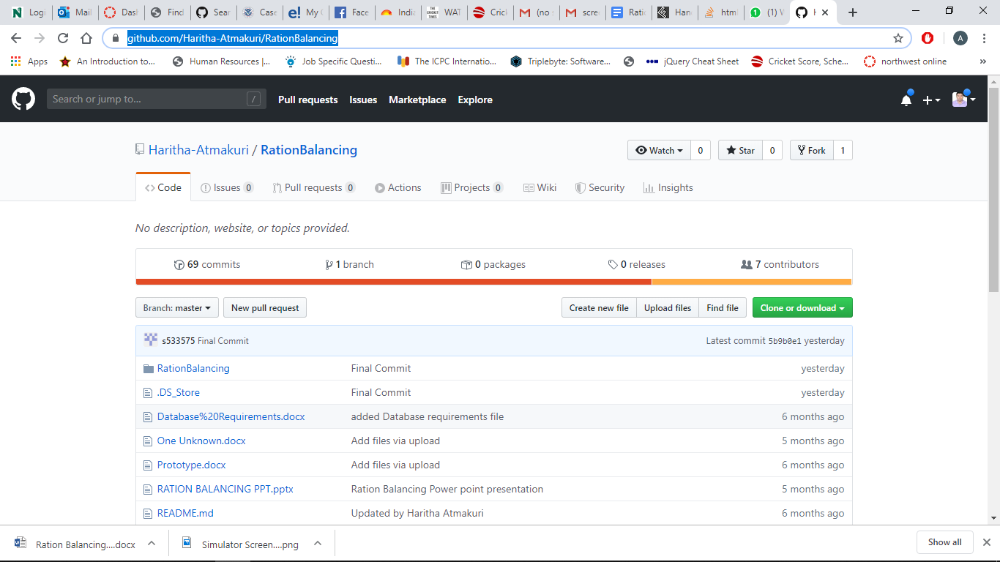 Logi Mail Dash Find Sear Case My C Face India WAT Crick (no s scre Ratio Han html (1) W
github.com/Haritha-Atmakuri/RationBalancing A
Apps An Introduction to... Human Resources |... Job Specific Questi... The ICPC Internatio... Triplebyte: Software... jQuery Cheat Sheet Cricket Score, Sche... northwest online »
Search or jump to... / Pull requests Issues Marketplace Explore
Haritha-Atmakuri / RationBalancing Watch 0 Star 0 Fork 1
Code Issues 0 Pull requests 0 Actions Projects 0 Wiki Security Insights
No description, website, or topics provided.
69 commits 1 branch 0 packages 0 releases 7 contributors
Branch: master New pull request Create new file Upload files Find file Clone or download
s533575 Final Commit Latest commit 5b9b0e1 yesterday
RationBalancing Final Commit yesterday
.DS_Store Final Commit yesterday
Database%20Requirements.docx added Database requirements file 6 months ago
One Unknown.docx Add files via upload 5 months ago
Prototype.docx Add files via upload 6 months ago
RATION BALANCING PPT.pptx Ration Balancing Power point presentation 5 months ago
README.md Updated by Haritha Atmakuri 6 months ago
Ration Balancing....docx Simulator Screen....png Show all